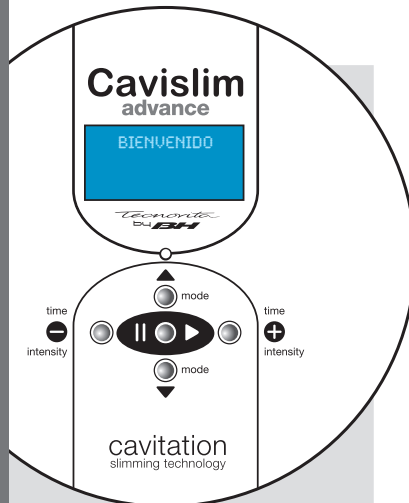 Cavislim
advance
BIENVENIDO
Tecnovita
by BH
mode
time
intensity
time
intensity
mode
cavitation
slimming technology